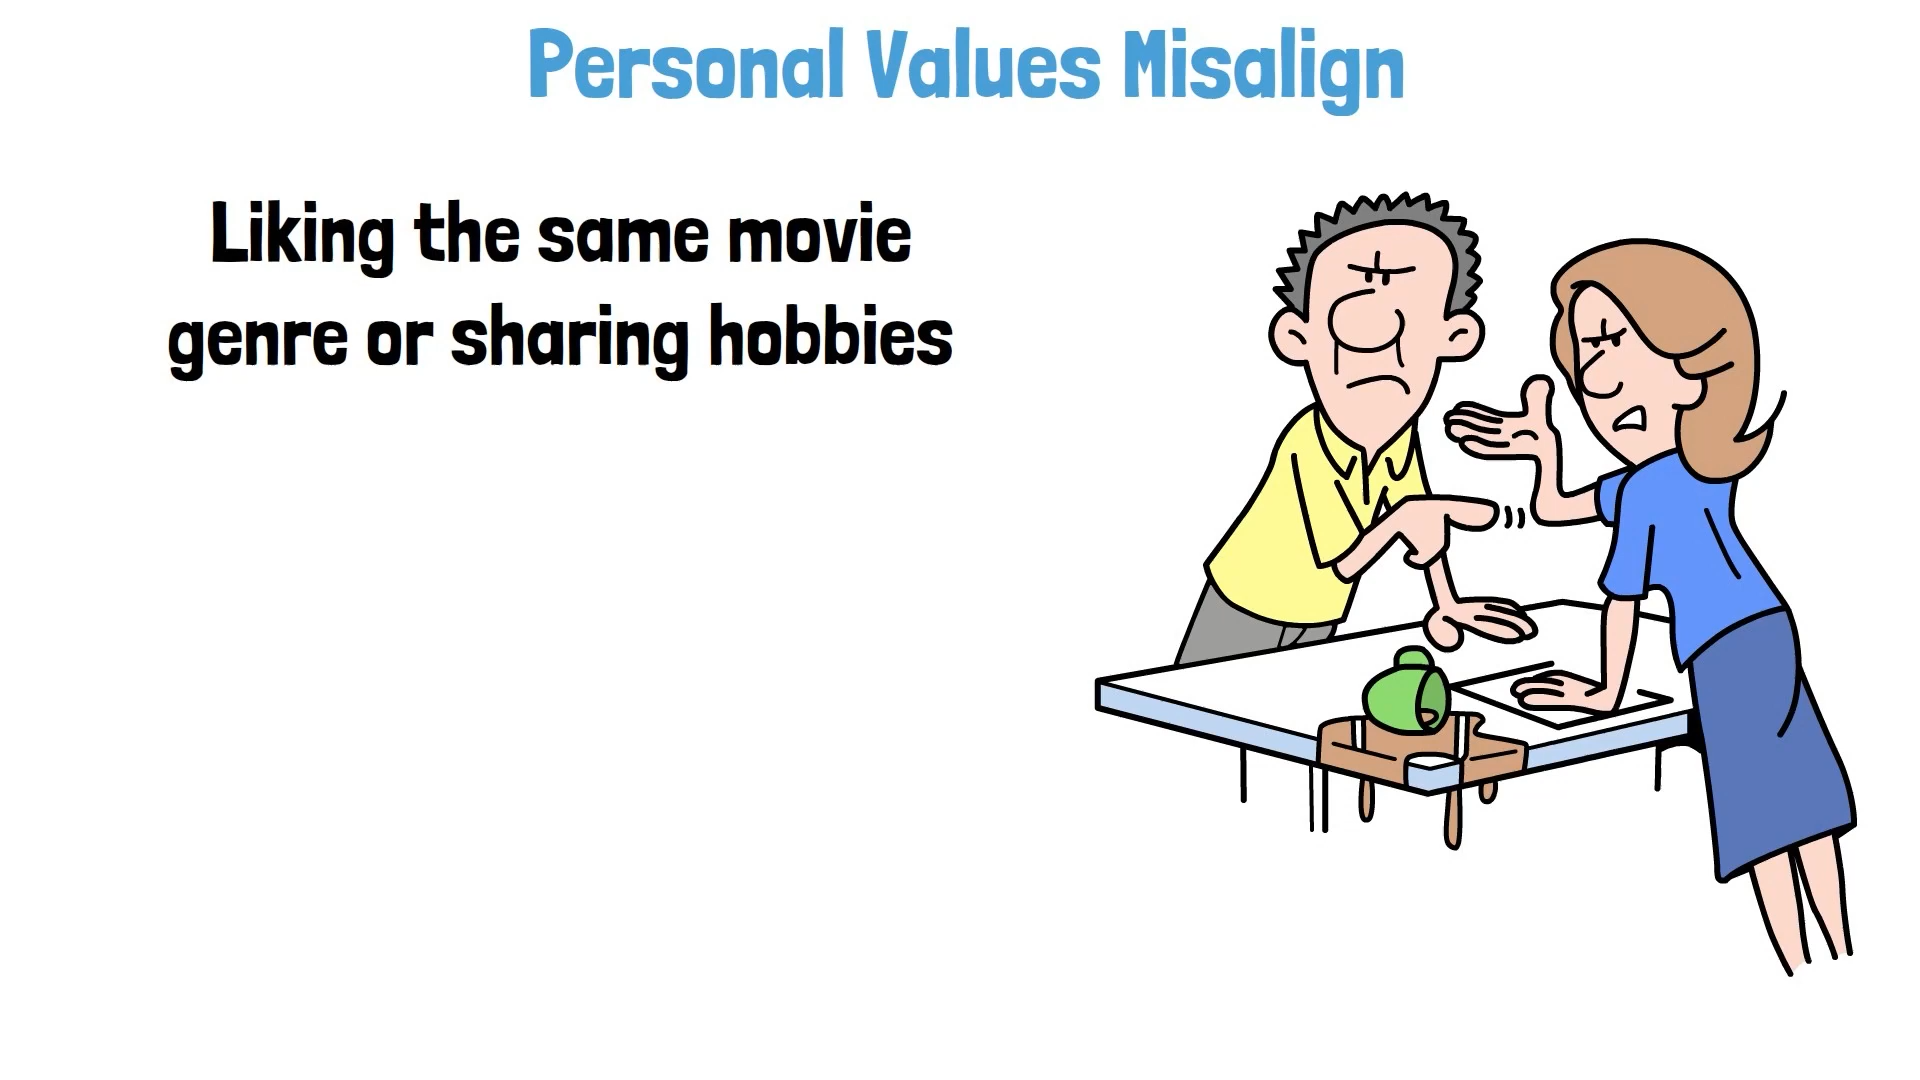 Personal Values Misalign
Liking the same movie
genre or sharing hobbies